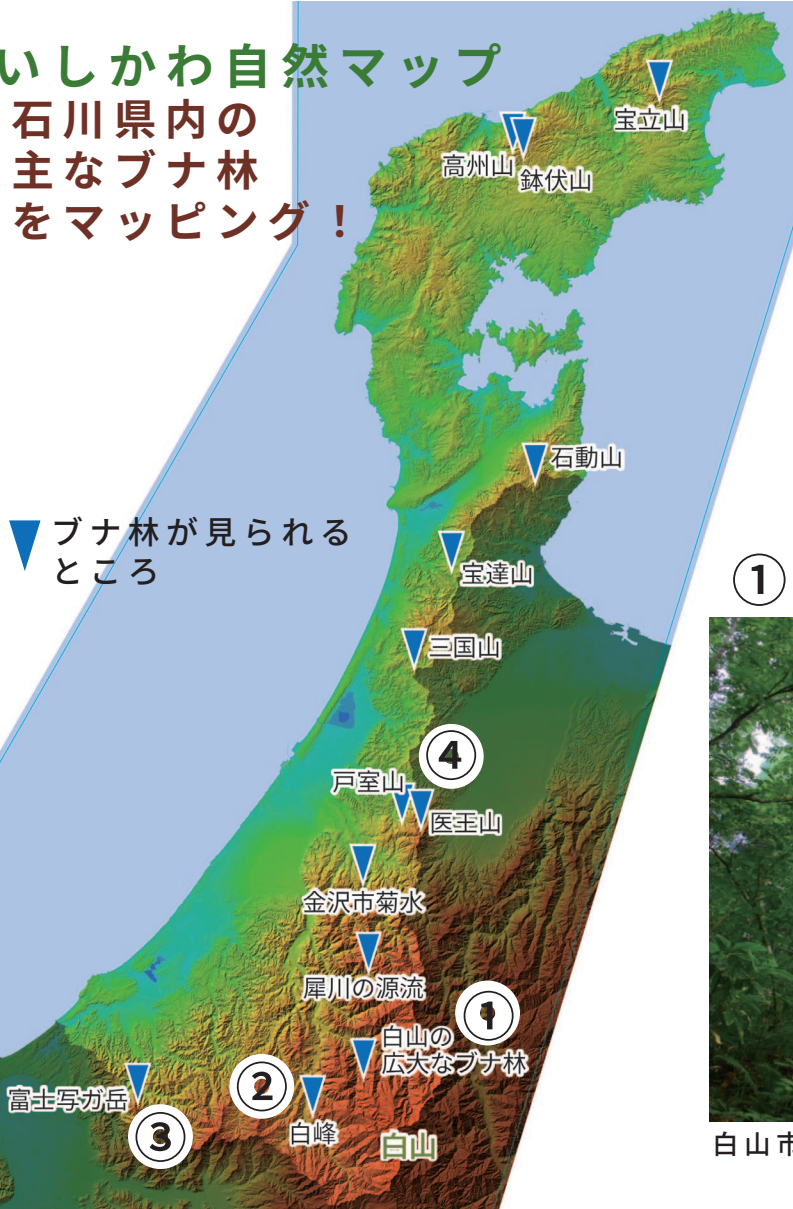 いしかわ自然マップ
石川県内の
主なブナ林
をマッピング！
宝立山
高州山
鉢伏山
石動山
ブナ林が見られる
ところ
宝達山
①
三国山
④
戸室山
医王山
金沢市菊水
犀川の源流
①
白山の
広大なブナ林
②
富士写ガ岳
白峰
③
白山
白山市